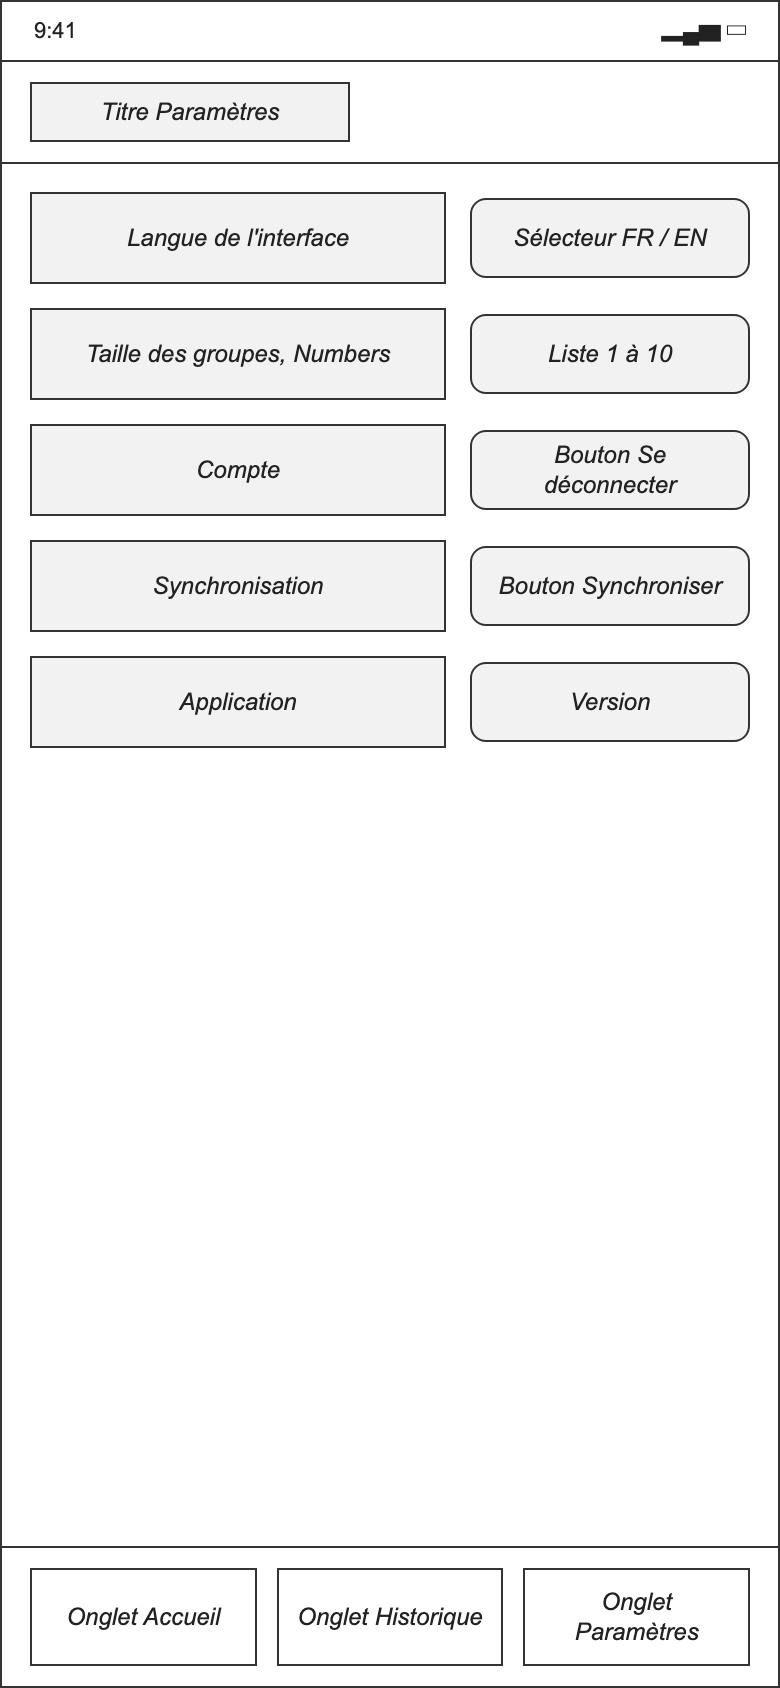 9:41
Titre Paramètres
Langue de l'interface
Sélecteur FR / EN
Taille des groupes, Numbers
Liste 1 à 10
Compte
Bouton Se
déconnecter
Synchronisation
Bouton Synchroniser
Application
Version
Onglet Accueil
Onglet Historique
Onglet
Paramètres